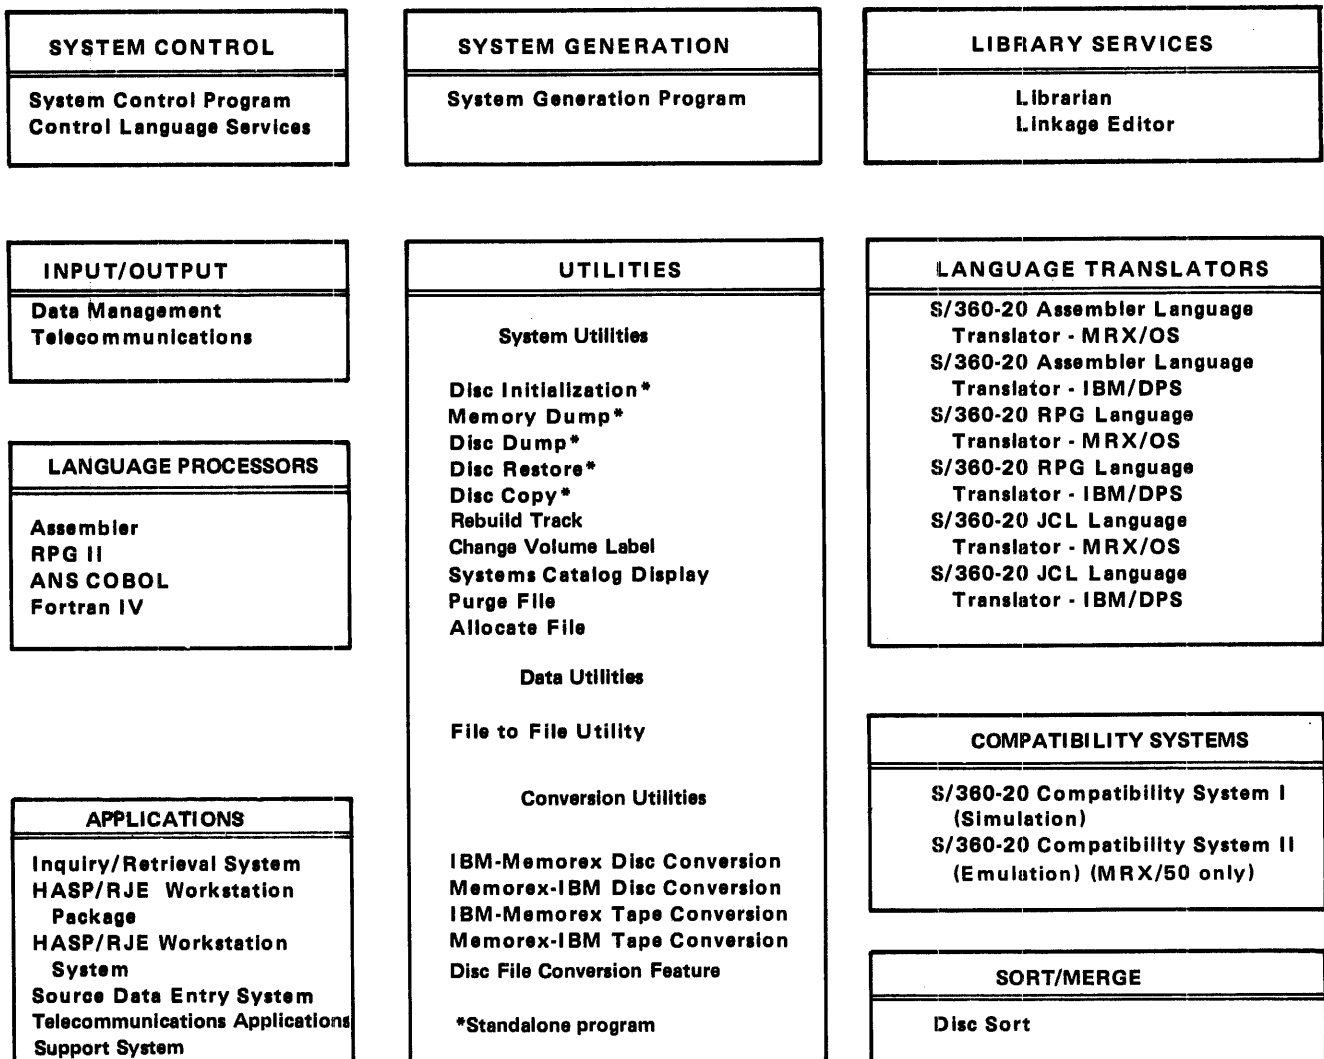 SYSTEM CONTROL
System Control Program
Control Language Services
SYSTEM GENERATION
System Generation Program
LIBRARY SERVICES
Librarian
Linkage Editor
INPUT/OUTPUT
Data Management
Telecommunications
LANGUAGE PROCESSORS
Assembler
RPG II
ANS COBOL
Fortran IV
APPLICATIONS
Inquiry/Retrieval System
HASP/RJE Workstation
Package
HASP/RJE Workstation
System
Source Data Entry System
Telecommunications Applications
Support System
UTILITIES
System Utilities
Disc Initialization*
Memory Dump*
Disc Dump*
Disc Restore*
Disc Copy*
Rebuild Track
Change Volume Label
Systems Catalog Display
Purge File
Allocate File
Data Utilities
File to File Utility
Conversion Utilities
IBM-Memorex Disc Conversion
Memorex-IBM Disc Conversion
IBM-Memorex Tape Conversion
Memorex-IBM Tape Conversion
Disc File Conversion Feature
*Standalone program
LANGUAGE TRANSLATORS
S/360-20 Assembler Language
Translator - MRX/OS
S/360-20 Assembler Language
Translator - IBM/DPS
S/360-20 RPG Language
Translator - MRX/OS
S/360-20 RPG Language
Translator - IBM/DPS
S/360-20 JCL Language
Translator - MRX/OS
S/360-20 JCL Language
Translator - IBM/DPS
COMPATIBILITY SYSTEMS
S/360-20 Compatibility System I
(Simulation)
S/360-20 Compatibility System II
(Emulation) (MRX/50 only)
SORT/MERGE
Disc Sort